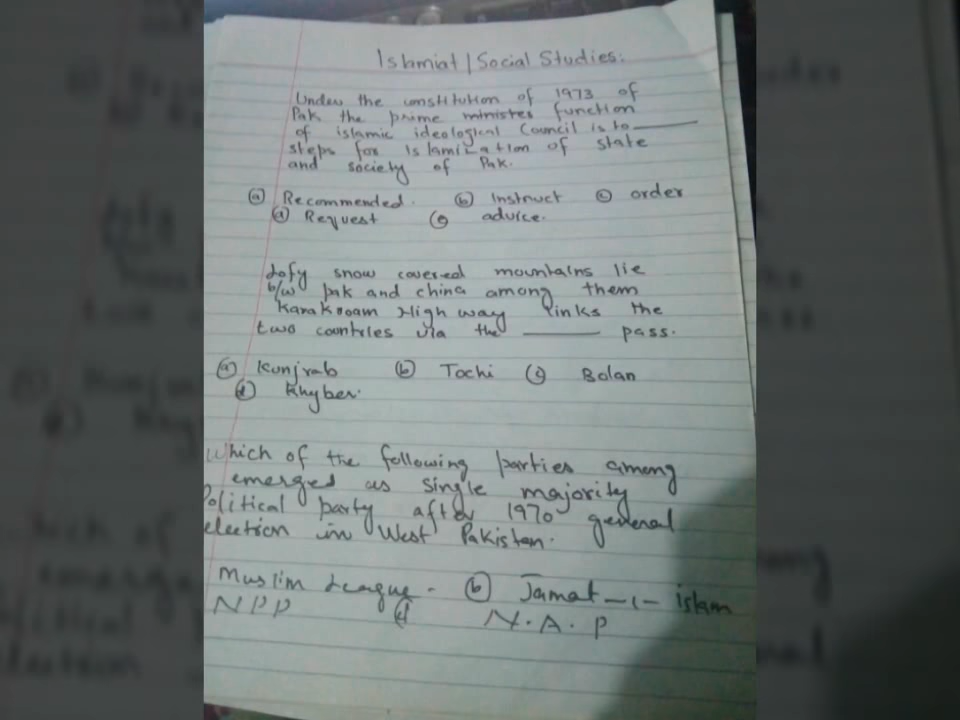 Islamiat | Social Studies:
Under the constitution of 1973 of
Pak the prime minister function
of islamic ideological Council is to ______
steps for Islamization of state
and society of Pak.
(a) Recommended. (b) Instruct (c) order
(d) Request (e) advice.
Lofy snow covered mountains lie
b/w pak and china among them
Karakooam High way links the
two countries via the ______ pass.
(a) Kunjrab (b) Tochi (c) Bolan
(d) Khyber.
Which of the following parties among
emerged as single majority
Political party after 1970 general
election in West Pakistan.
Muslim League. (b) Jamat-i-islam
NPP (d) N.A.P